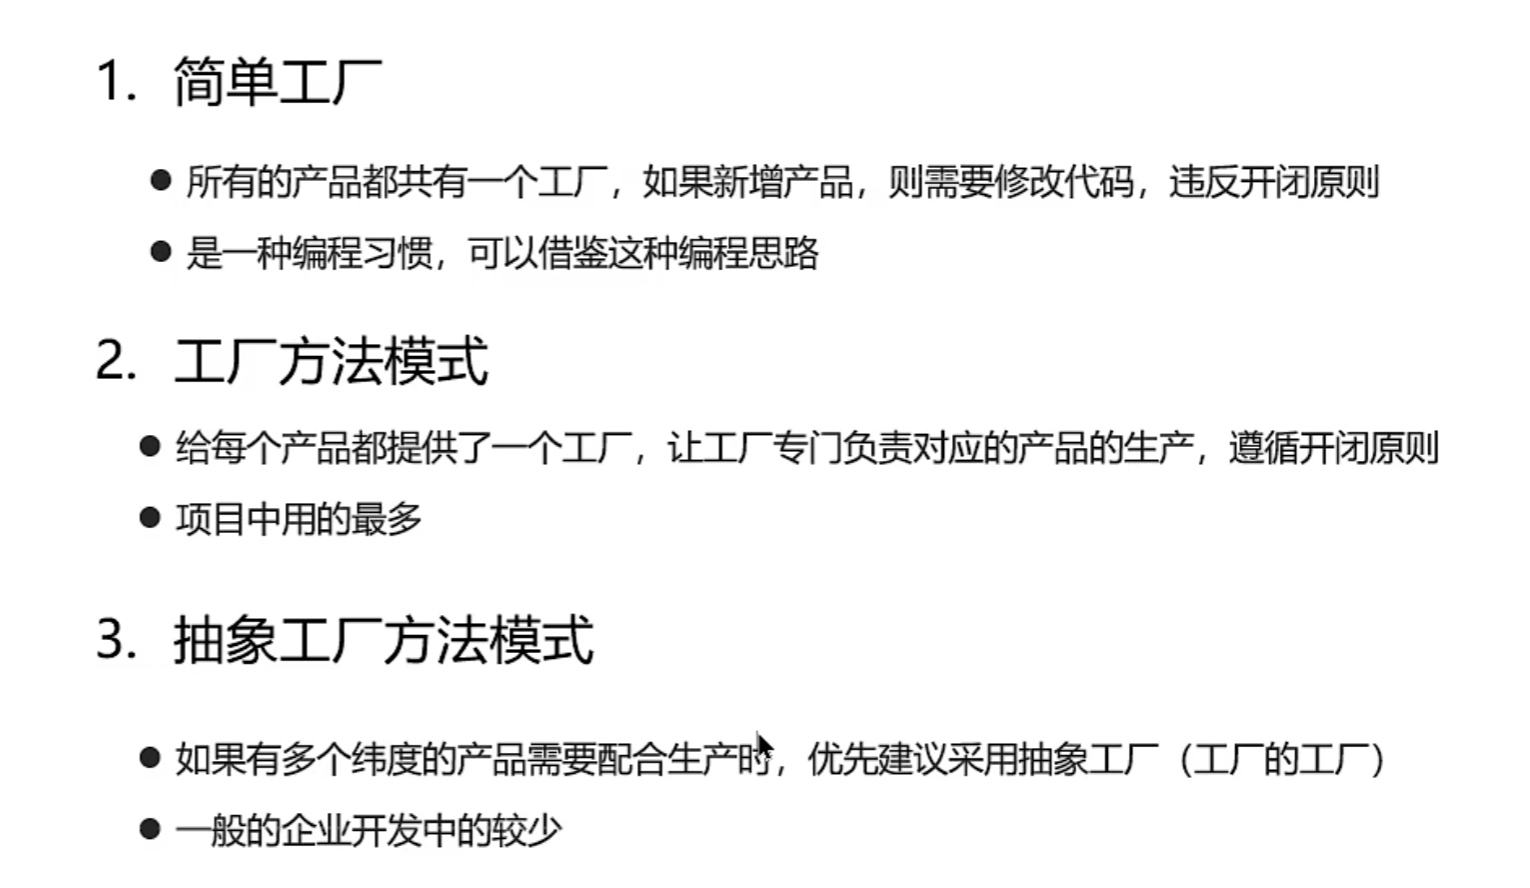 1. 简单工厂
● 所有的产品都共有一个工厂，如果新增产品，则需要修改代码，违反开闭原则
● 是一种编程习惯，可以借鉴这种编程思路
2. 工厂方法模式
● 给每个产品都提供了一个工厂，让工厂专门负责对应的产品的生产，遵循开闭原则
● 项目中用的最多
3. 抽象工厂方法模式
● 如果有多个纬度的产品需要配合生产时，优先建议采用抽象工厂（工厂的工厂）
● 一般的企业开发中的较少